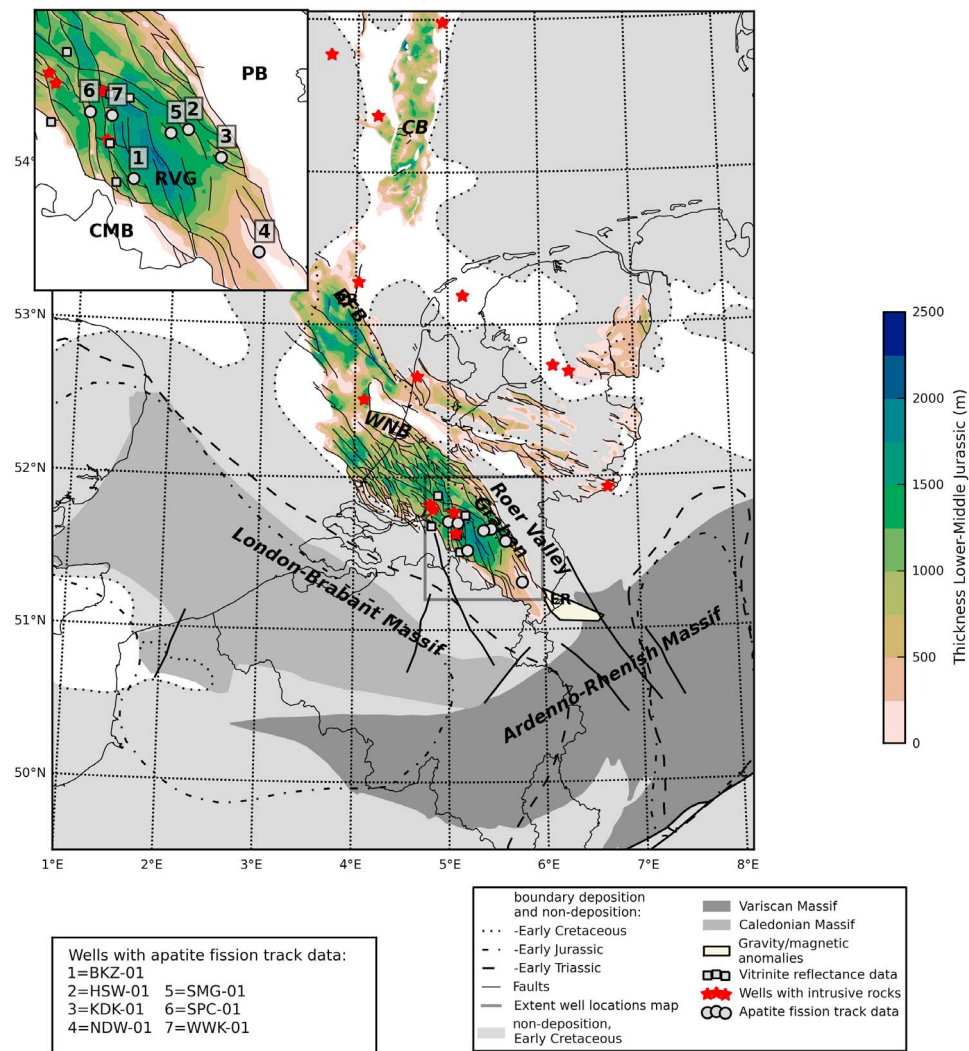 PB
6
7
5
2
3
1
RVG
CMB
4
CB
BFB
WNB
Roer Valley
Graben
London-Brabant Massif
ER
Ardenno-Rhenish Massif
54°
53°N
52°N
51°N
50°N
1°E 2°E 3°E 4°E 5°E 6°E 7°E 8°E
2500
2000
1500
1000
500
0
Thickness Lower-Middle Jurassic (m)
Wells with apatite fission track data:
1=BKZ-01
2=HSW-01 5=SMG-01
3=KDK-01 6=SPC-01
4=NDW-01 7=WWK-01
boundary deposition
and non-deposition:
-Early Cretaceous
-Early Jurassic
-Early Triassic
Faults
Extent well locations map
non-deposition,
Early Cretaceous
Variscan Massif
Caledonian Massif
Gravity/magnetic
anomalies
Vitrinite reflectance data
Wells with intrusive rocks
Apatite fission track data